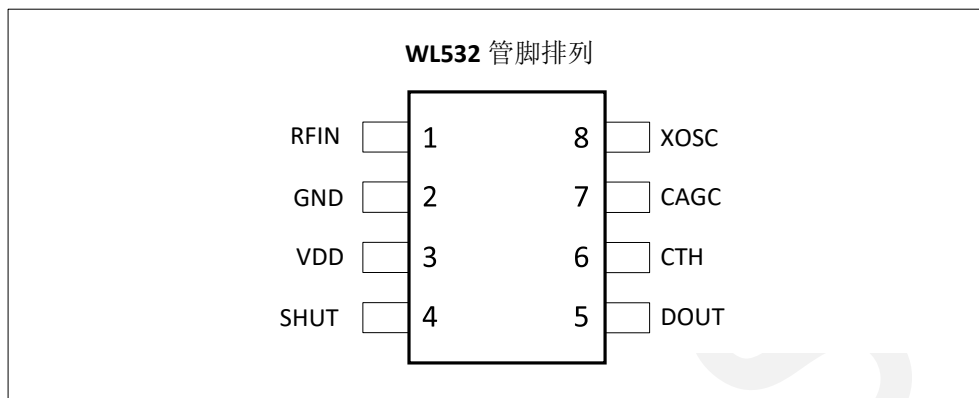 WL532 管脚排列
RFIN 1 8 XOSC
GND 2 7 CAGC
VDD 3 6 CTH
SHUT 4 5 DOUT